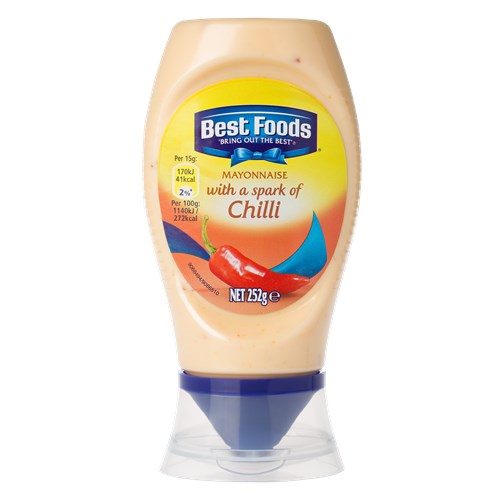 Best Foods
'BRING OUT THE BEST'®
MAYONNAISE
with a spark of
Chilli
Per 15g:
170kJ
41kcal
2%*
Per 100g:
1140kJ /
272kcal
NET 252g e